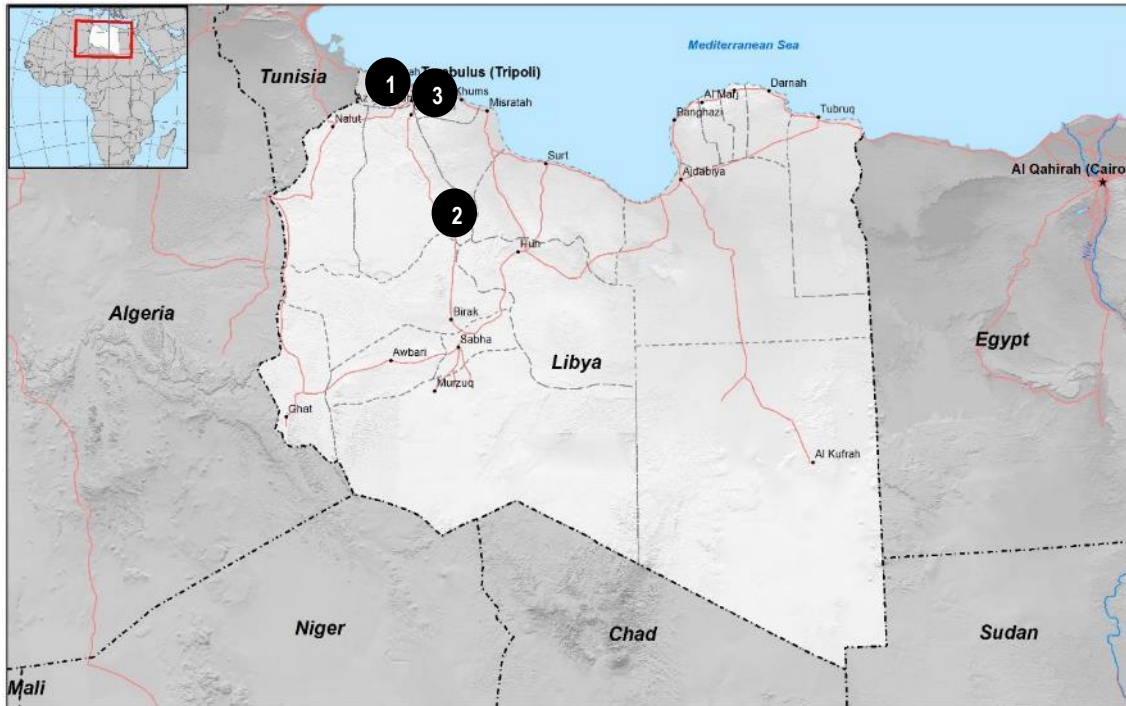 Mediterranean Sea
Tunisia
1
(Tripoli)
3
Khums
Misratah
Nalut
Surt
Al Marj
Darnah
Banghazi
Tubruq
Ajdabiya
Al Qahirah (Cairo
Nile
2
Hun
Algeria
Birak
Sabha
Awbari
Murzuq
Libya
Egypt
Ghat
Al Kufrah
Niger
Chad
Sudan
Mali